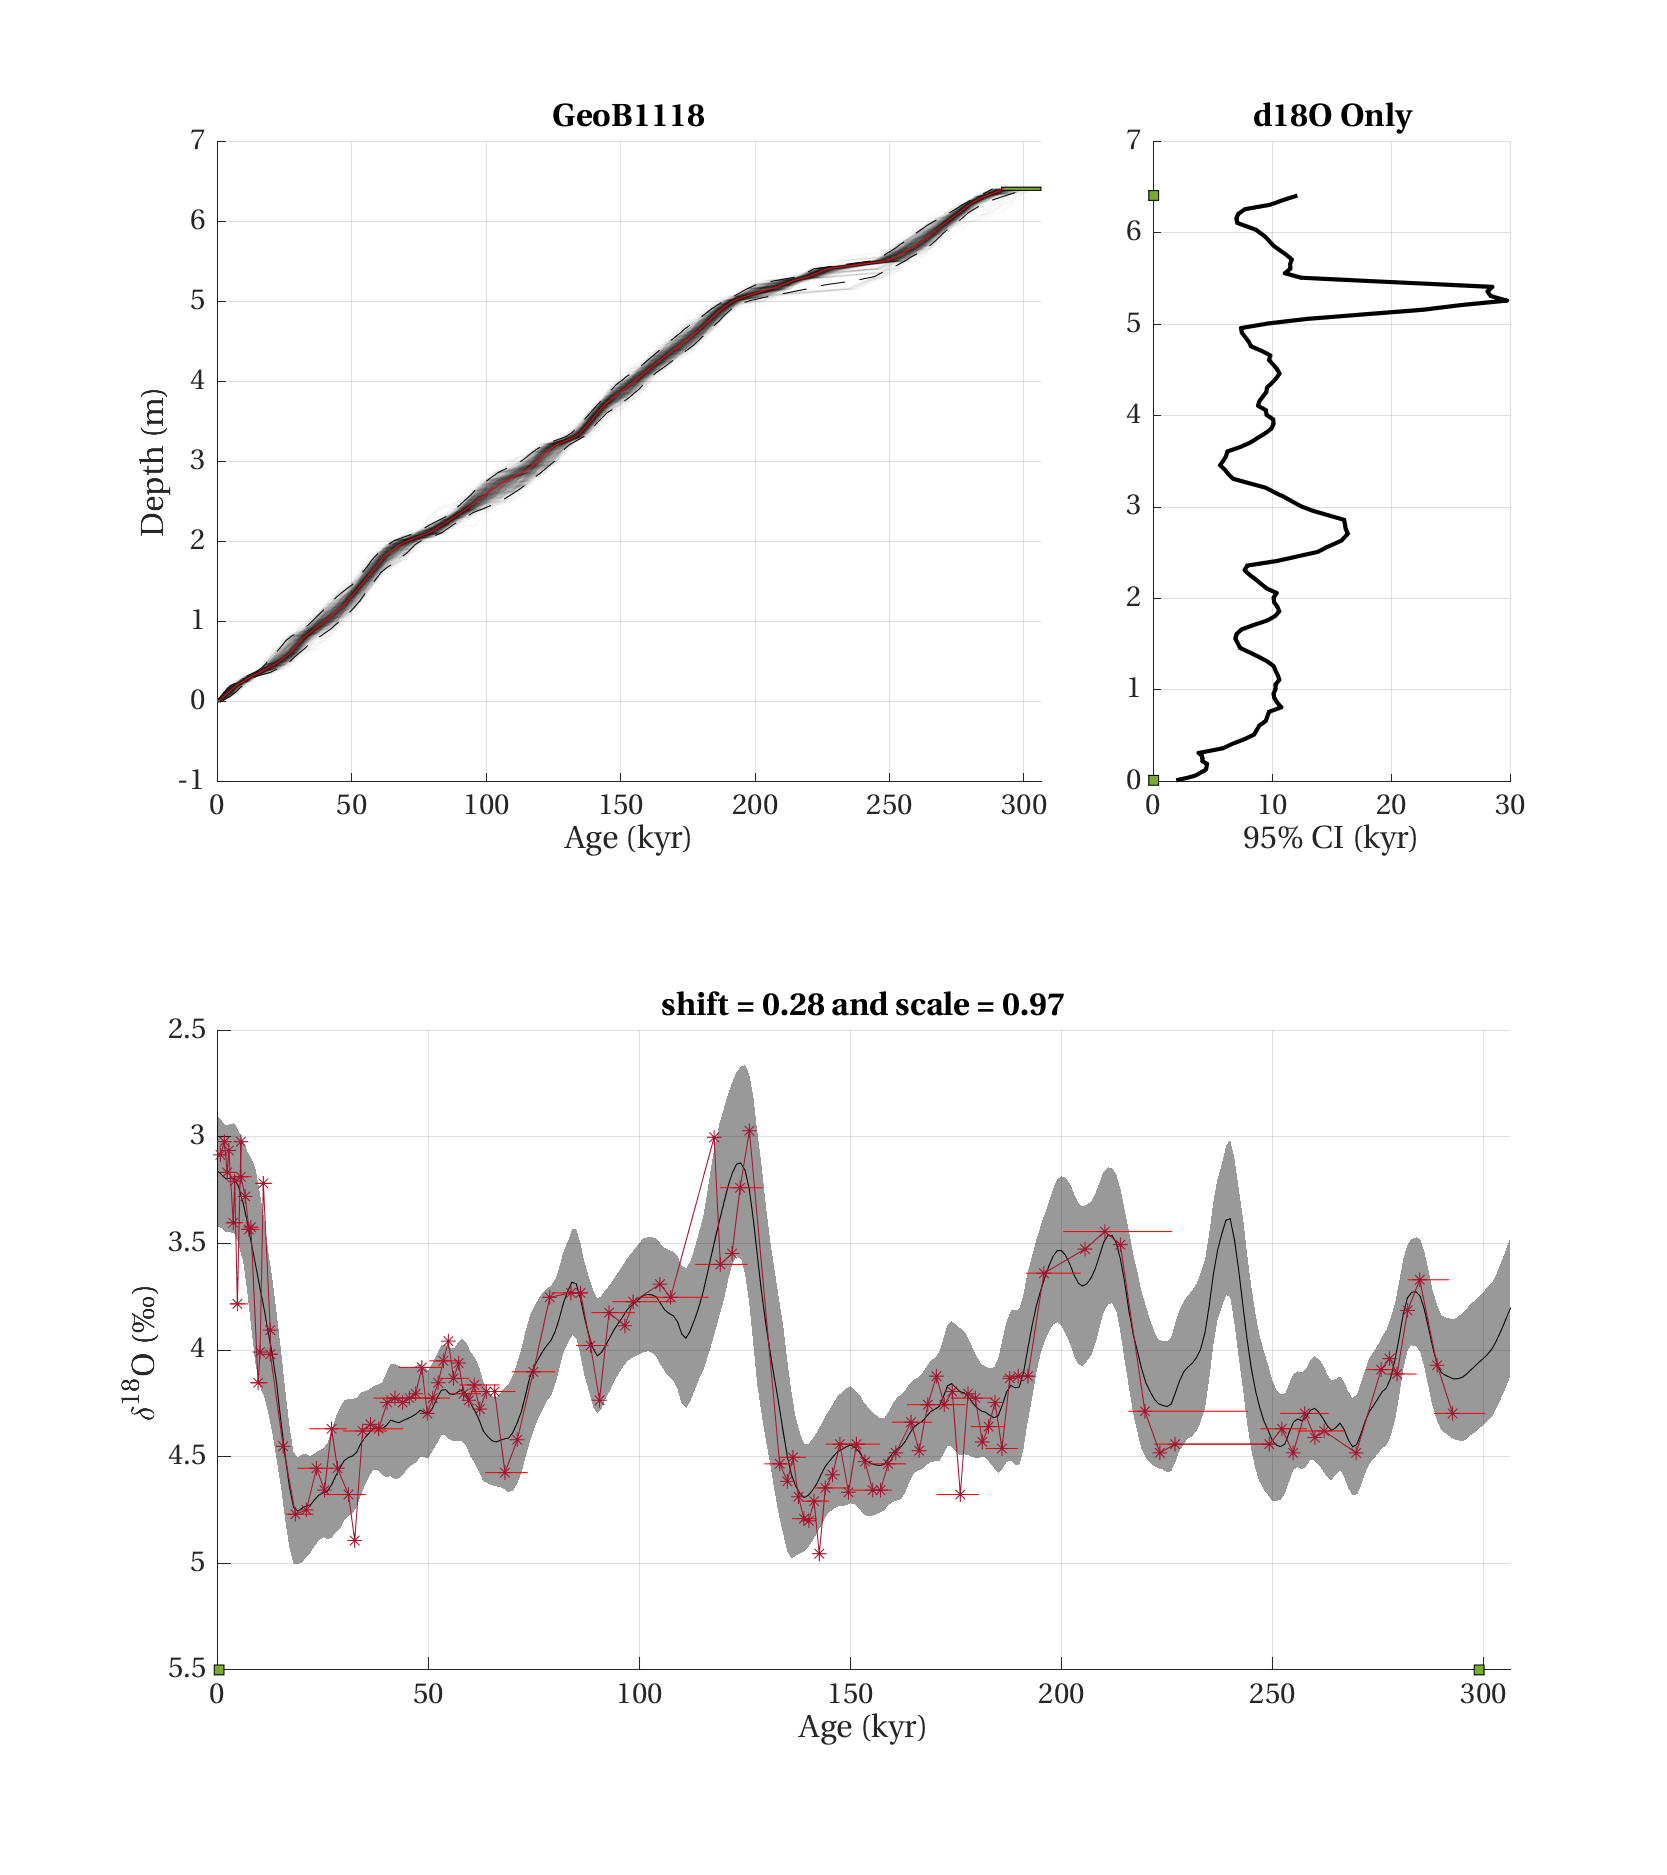 GeoB1118
7
6
5
4
3
2
1
0
-1
Depth (m)
0 50 100 150 200 250 300
Age (kyr)
d18O Only
7
6
5
4
3
2
1
0
0 10 20 30
95% CI (kyr)
shift = 0.28 and scale = 0.97
2.5
3
3.5
4
4.5
5
5.5
δ18O (‰)
0 50 100 150 200 250 300
Age (kyr)